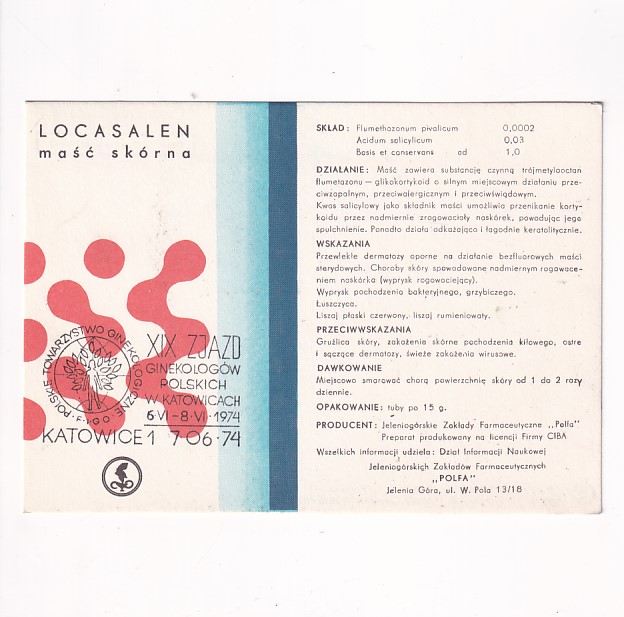 LOCASALEN
maść skórna
POLSKIE TOWARZYSTWO GINEKOLOGICZNE
F·I·G·O
XIX ZJAZD
GINEKOLOGÓW
POLSKICH
W KATOWICACH
6·VI-8·VI·1974
KATOWICE 1 7·06·74
SKŁAD: Flumethazonum pivalicum 0,0002
Acidum salicylicum 0,03
Basis et conservans ad 1,0
DZIAŁANIE: Maść zawiera substancję czynną trójmetylooctan
flumetazonu — glikokortykoid o silnym miejscowym działaniu prze-
ciwzapalnym, przeciwalergicznym i przeciwświądowym.
Kwas salicylowy jako składnik maści umożliwia przenikanie korty-
koidu przez nadmiernie zrogowaciały naskórek, powodując jego
spulchnienie. Ponadto działa odkażająco i łagodnie keratolitycznie.
WSKAZANIA
Przewlekłe dermatozy oporne na działanie bezfluorowych maści
sterydowych. Choroby skóry spowodowane nadmiernym rogowace-
niem naskórka (wyprysk rogowaciejący).
Wyprysk pochodzenia bakteryjnego, grzybiczego.
Łuszczyca.
Liszaj płaski czerwony, liszaj rumieniowaty.
PRZECIWWSKAZANIA
Gruźlica skóry, zakażenia skórne pochodzenia kiłowego, ostre
i sączące dermatozy, świeże zakażenia wirusowe.
DAWKOWANIE
Miejscowo smarować chorą powierzchnię skóry od 1 do 2 razy
dziennie.
OPAKOWANIE: tuby po 15 g.
PRODUCENT: Jeleniogórskie Zakłady Farmaceutyczne „Polfa”
Preparat produkowany na licencji Firmy CIBA
Wszelkich informacji udziela: Dział Informacji Naukowej
Jeleniogórskich Zakładów Farmaceutycznych
„POLFA”
Jelenia Góra, ul. W. Pola 13/18